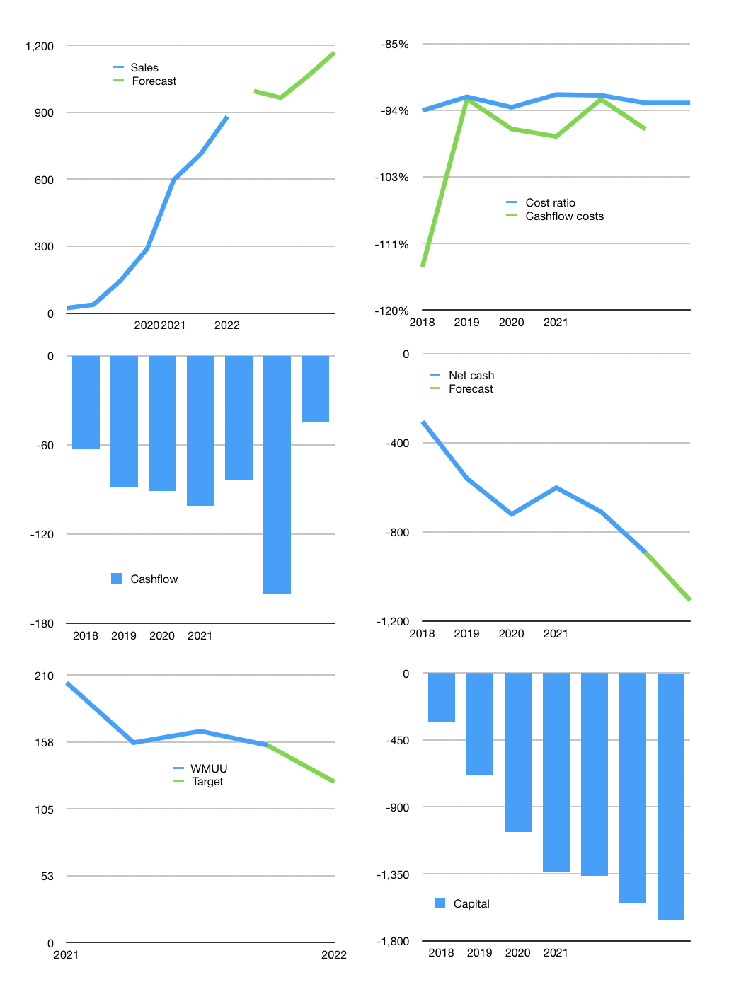 1,200
Sales
Forecast
900
600
300
0
2020 2021 2022
-85%
-94%
-103%
Cost ratio
Cashflow costs
-111%
-120%
2018 2019 2020 2021
0
-60
-120
Cashflow
-180
2018 2019 2020 2021
0
Net cash
Forecast
-400
-800
-1,200
2018 2019 2020 2021
210
158
WMUU
Target
105
53
0
2021 2022
0
-450
-900
-1,350
Capital
-1,800
2018 2019 2020 2021